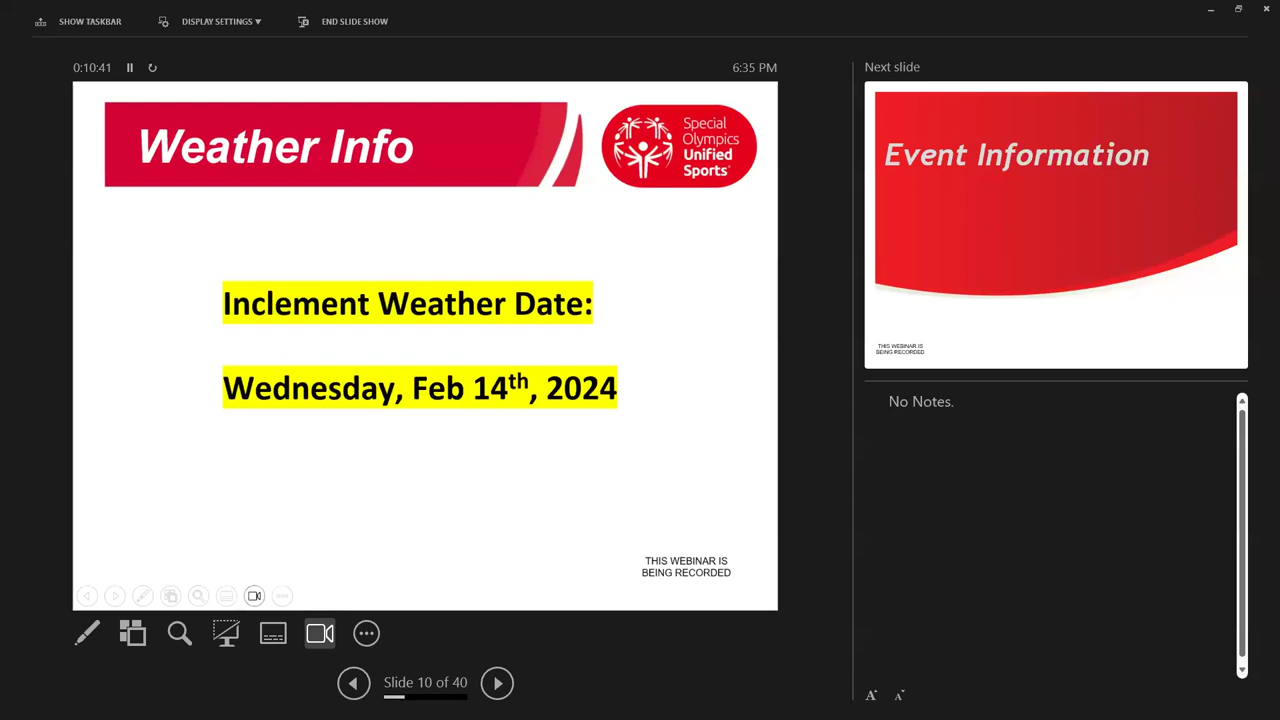 SHOW TASKBAR
DISPLAY SETTINGS
END SLIDE SHOW
0:10:41
6:35 PM
Weather Info
Special
Olympics
Unified
Sports
Inclement Weather Date:
Wednesday, Feb 14th, 2024
THIS WEBINAR IS
BEING RECORDED
Slide 10 of 40
Next slide
Event Information
THIS WEBINAR IS
BEING RECORDED
No Notes.
A A